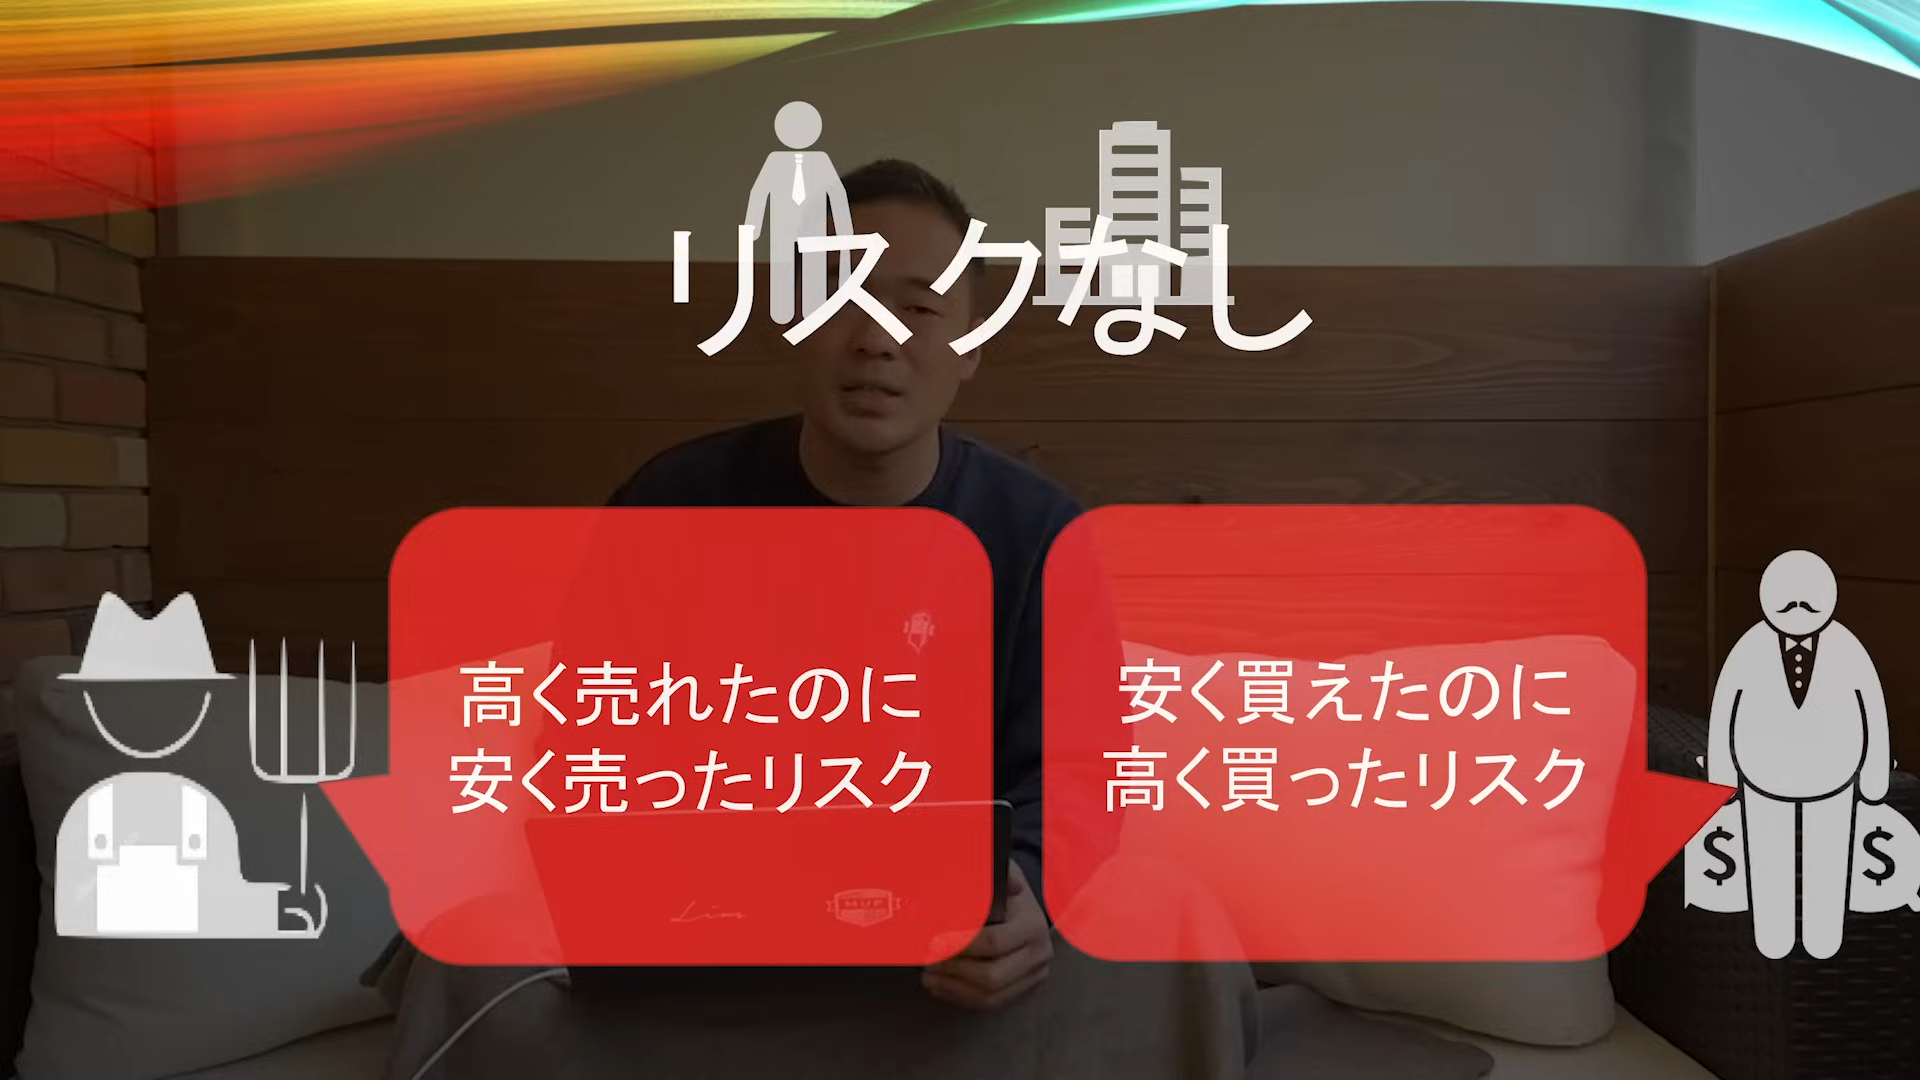 リスクなし
高く売れたのに
安く売ったリスク
安く買えたのに
高く買ったリスク
$
$
MUP